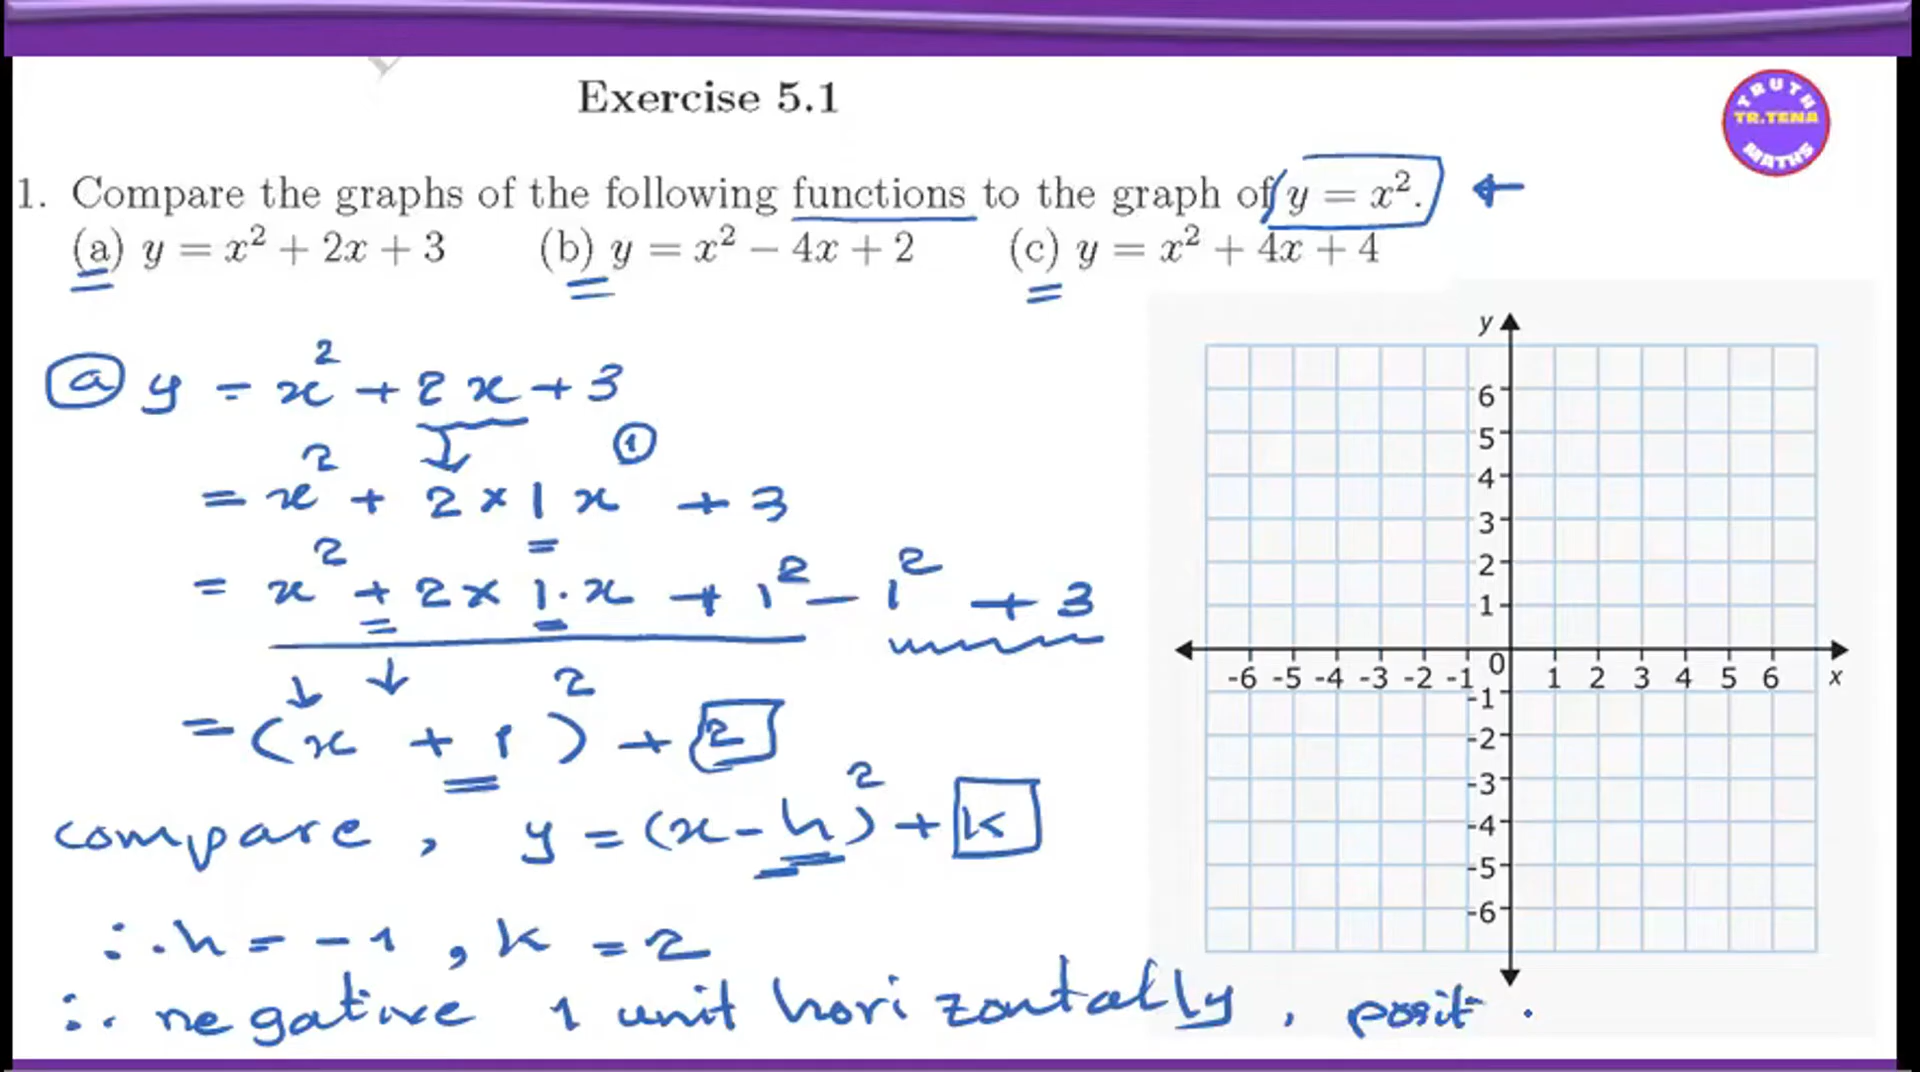 Exercise 5.1
TRUTH
TR.TENA
MATHS
1. Compare the graphs of the following functions to the graph of y = x².
(a) y = x² + 2x + 3 (b) y = x² − 4x + 2 (c) y = x² + 4x + 4
(a) y = x² + 2x + 3
①
= x² + 2 × 1 x + 3
= x² + 2 × 1 · x + 1² − 1² + 3
= (x + 1)² + 2
compare, y = (x − h)² + k
∴ h = −1, k = 2
∴ negative 1 unit horizontally, posit
y
6
5
4
3
2
1
-6 -5 -4 -3 -2 -1 0 1 2 3 4 5 6 x
-1
-2
-3
-4
-5
-6